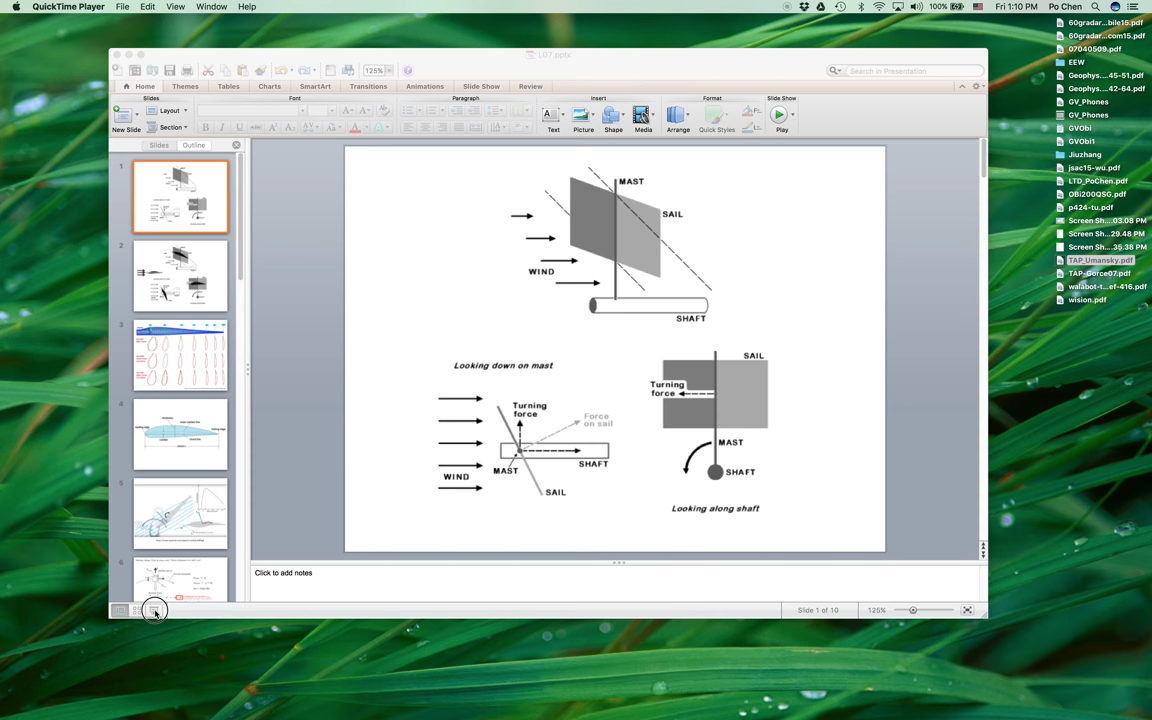 QuickTime Player File Edit View Window Help
100% Fri 1:10 PM Po Chen
L07.pptx
125%
Search in Presentation
Home Themes Tables Charts SmartArt Transitions Animations Slide Show Review
Slides Font Paragraph Insert Format Slide Show
New Slide Layout Section
Text Picture Shape Media Arrange Quick Styles Play
Slides Outline
1
2
3
4
5
6
MAST
SAIL
WIND
SHAFT
Looking down on mast
Turning
force
Force
on sail
WIND
MAST
SHAFT
SAIL
SAIL
Turning
force
MAST
SHAFT
Looking along shaft
Click to add notes
Slide 1 of 10 125%
60gradar...bile15.pdf
60gradar...com15.pdf
07040509.pdf
EEW
Geophys....45-51.pdf
Geophys....42-64.pdf
GV_Phones
GV_Phones
GVObi
GVObi1
Jiuzhang
jsac15-wu.pdf
LTD_PoChen.pdf
OBi200QSG.pdf
p424-tu.pdf
Screen Sh....03.08 PM
Screen Sh....29.48 PM
Screen Sh....35.38 PM
TAP_Umansky.pdf
TAP-Gorce07.pdf
walabot-t...ef-416.pdf
wision.pdf